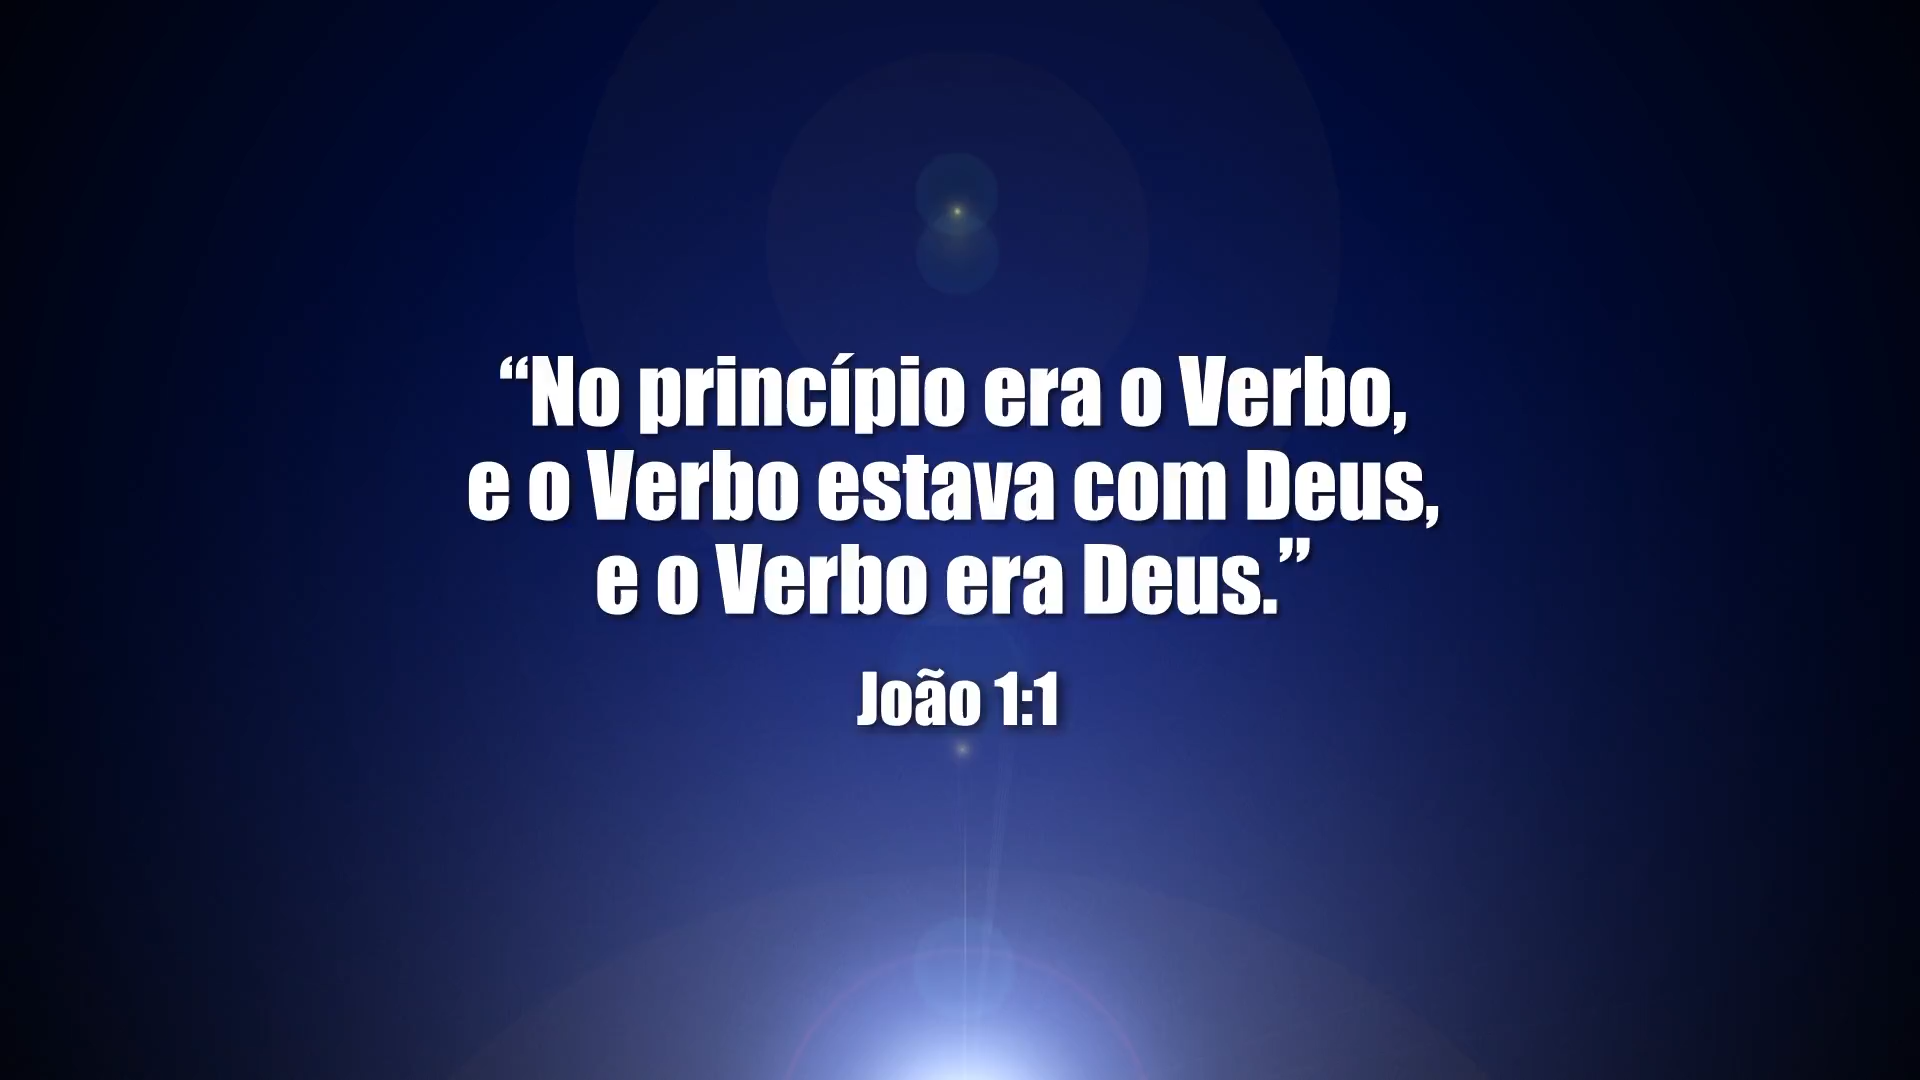 “No princípio era o Verbo,
e o Verbo estava com Deus,
e o Verbo era Deus.”
João 1:1